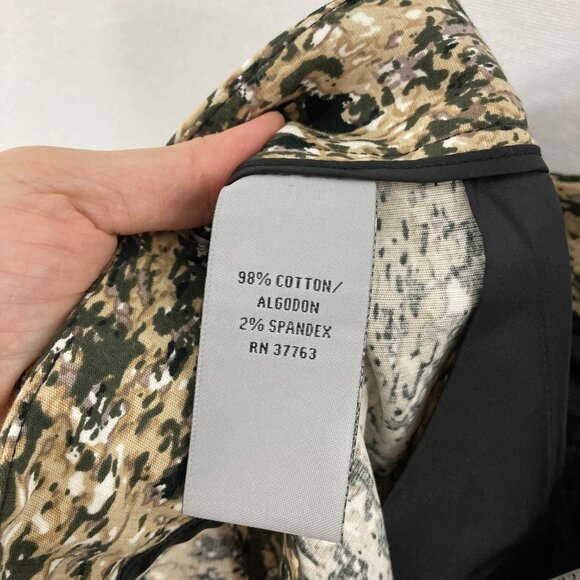 98% COTTON/
ALGODON
2% SPANDEX
RN 37763